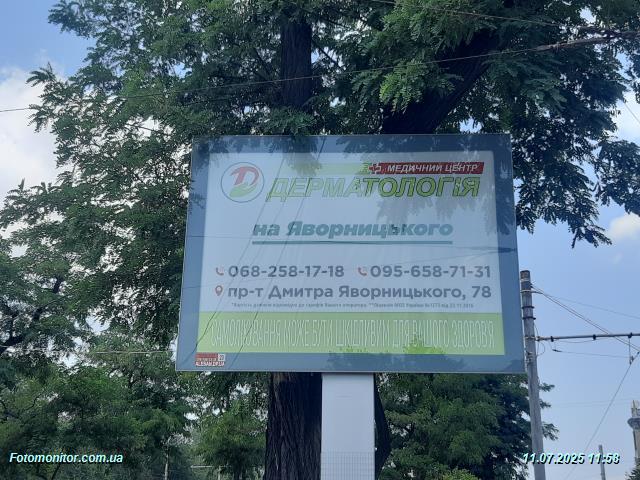 МЕДИЧНИЙ ЦЕНТР
ДЕРМАТОЛОГІЯ
на Яворницького
068-258-17-18 095-658-71-31
пр-т Дмитра Яворницького, 78
САМОЛІКУВАННЯ МОЖЕ БУТИ ШКІДЛИВИМ ДЛЯ ВАШОГО ЗДОРОВ'Я
Fotomonitor.com.ua
11.07.2025 11:58